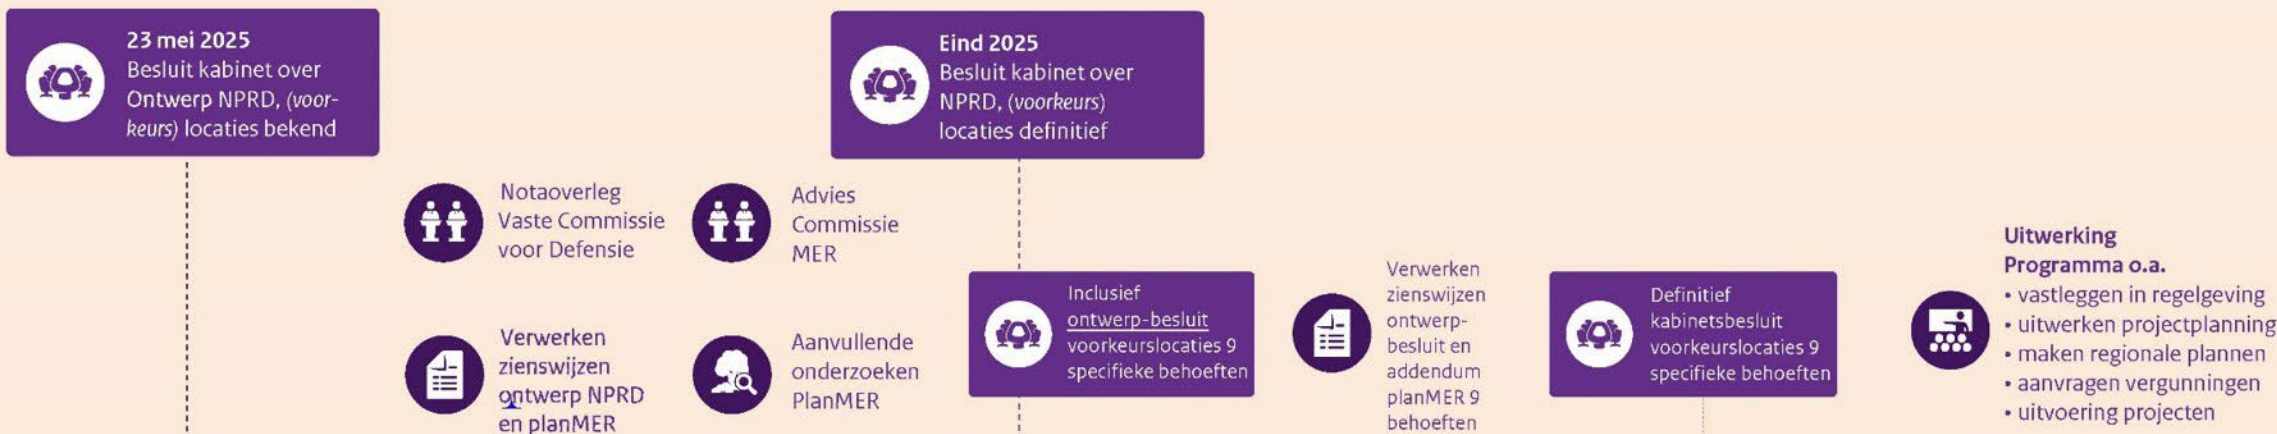 23 mei 2025
Besluit kabinet over
Ontwerp NPRD, (voor-
keurs) locaties bekend
Notaoverleg
Vaste Commissie
voor Defensie
Verwerken
zienswijzen
ontwerp NPRD
en planMER
Advies
Commissie
MER
Aanvullende
onderzoeken
PlanMER
Eind 2025
Besluit kabinet over
NPRD, (voorkeurs)
locaties definitief
Inclusief
ontwerp-besluit
voorkeurslocaties 9
specifieke behoeften
Verwerken
zienswijzen
ontwerp-
besluit en
addendum
planMER 9
behoeften
Definitief
kabinetsbesluit
voorkeurslocaties 9
specifieke behoeften
Uitwerking
Programma o.a.
• vastleggen in regelgeving
• uitwerken projectplanning
• maken regionale plannen
• aanvragen vergunningen
• uitvoering projecten